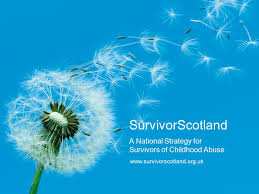 SurvivorScotland
A National Strategy for
Survivors of Childhood Abuse
www.survivorscotland.org.uk